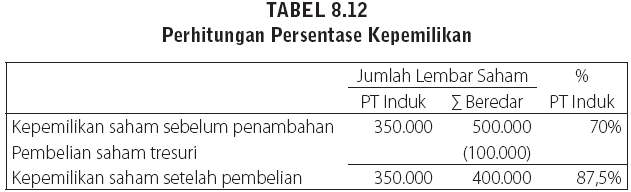 TABEL 8.12
Perhitungan Persentase Kepemilikan
Jumlah Lembar Saham %
PT Induk ∑ Beredar PT Induk
Kepemilikan saham sebelum penambahan 350.000 500.000 70%
Pembelian saham tresuri (100.000)
Kepemilikan saham setelah pembelian 350.000 400.000 87,5%